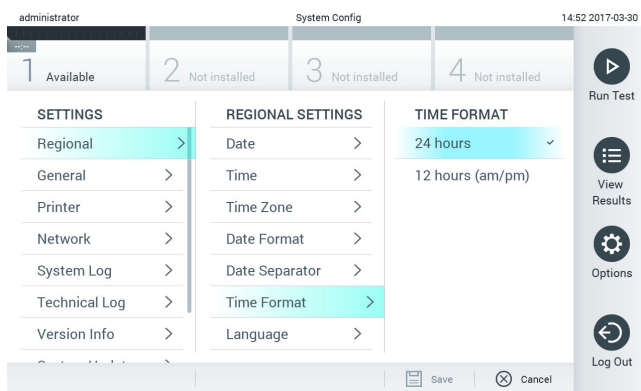 administrator
System Config
14:52 2017-03-30
--:--
1 Available
2 Not installed
3 Not installed
4 Not installed
Run Test
SETTINGS
Regional
General
Printer
Network
System Log
Technical Log
Version Info
REGIONAL SETTINGS
Date
Time
Time Zone
Date Format
Date Separator
Time Format
Language
TIME FORMAT
24 hours
12 hours (am/pm)
View
Results
Options
Log Out
Save
Cancel